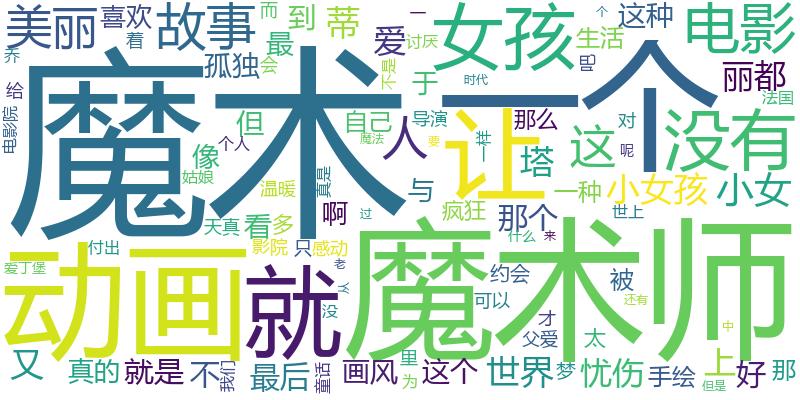 美丽
喜欢
故事
而
到
蒂
最
爱
一
讨厌
女孩
个
这种
生活
电影
乔
着
给
电影院
孤独
会
不是
于
时代
吧
丽都
法国
魔术
一个
但
像
个人
自己
导演
魔法
人
要
一样
让
那么
塔
这
对
呢
没有
姑娘
温暖
真是
与
疯狂
一种
小女孩
小女
天真
看
多
啊
过
那个
什么
来
世上
付出
影院
只
感动
动画
就
魔术师
爱丁堡
老
从
没
约会
可以
被
还有
才
父爱
太
中
上
又
真的
就是
不
我们
最后
童话
画风
里
为
这个
世界
梦
忧伤
手绘
但是
好
那